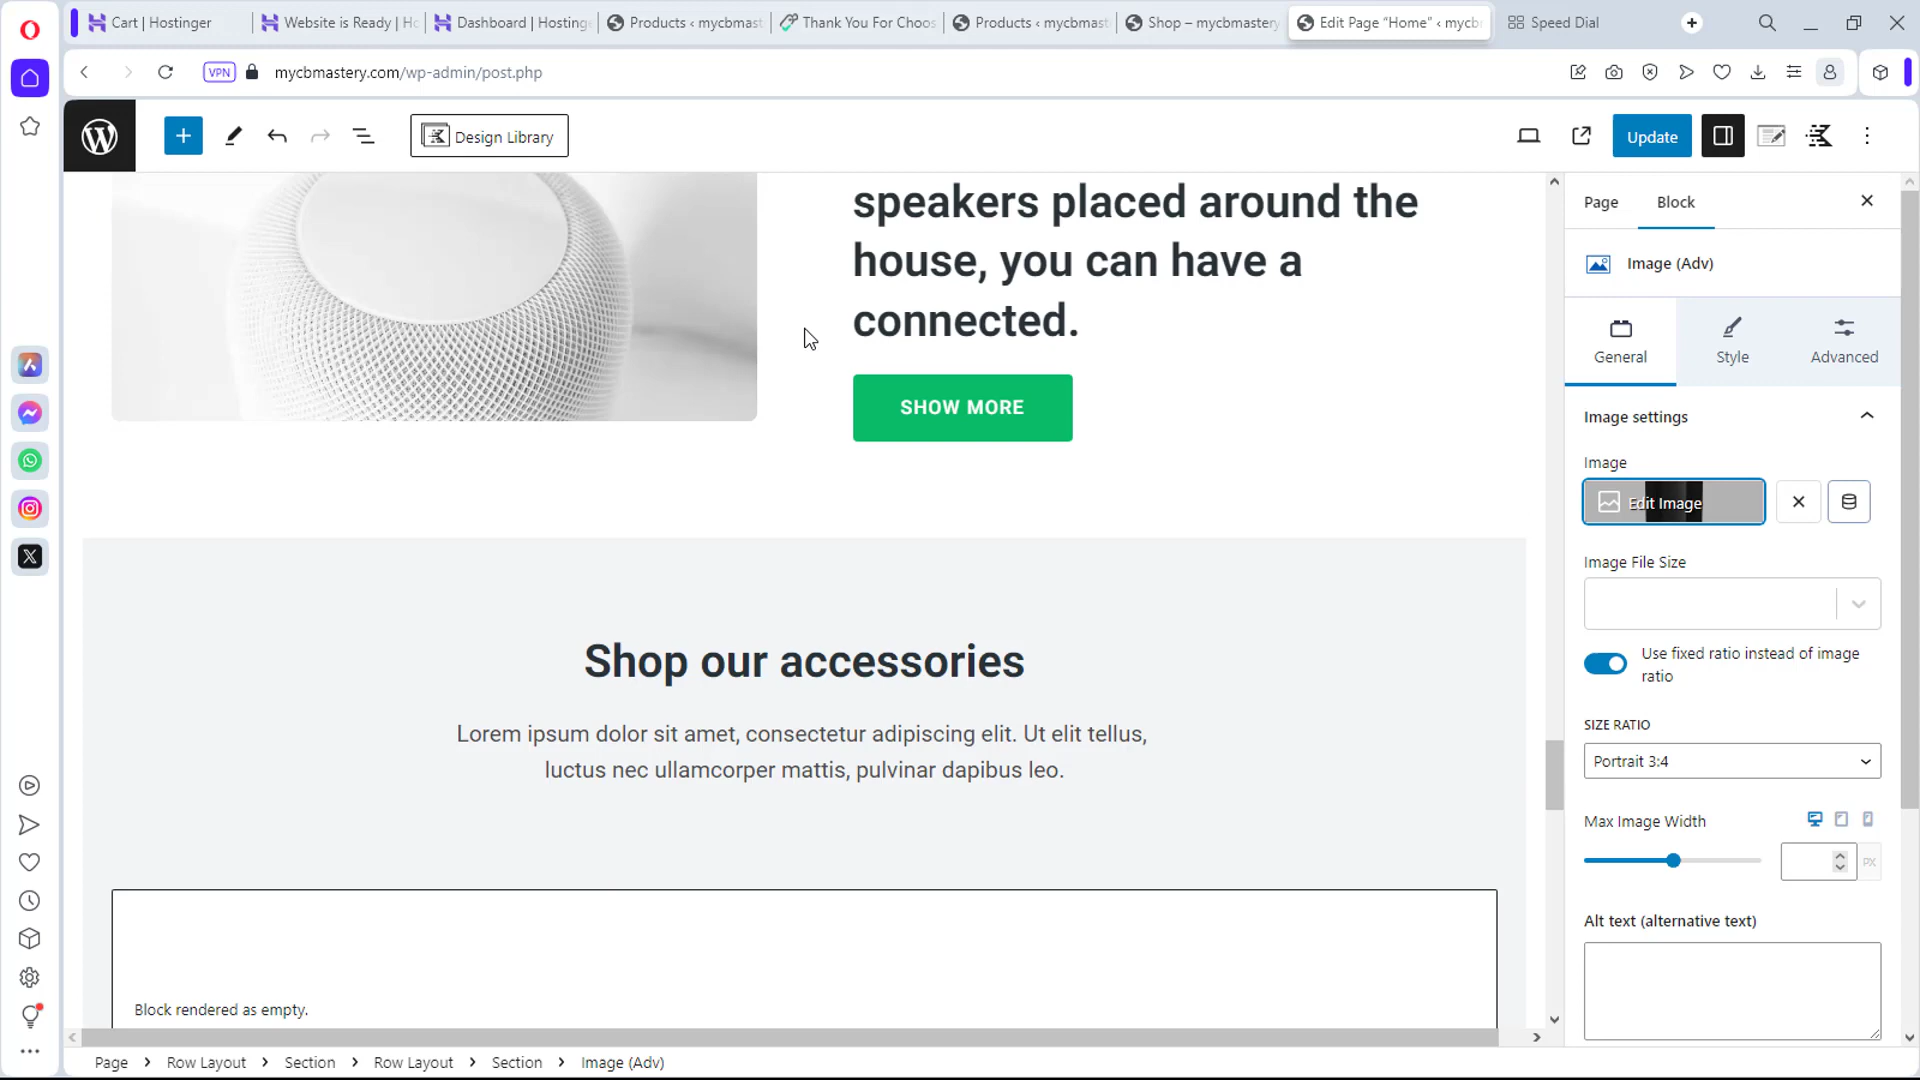 Cart | Hostinger
Website is Ready | Ho
Dashboard | Hosting
Products ‹ mycbmast
Thank You For Choos
Products ‹ mycbmast
Shop – mycbmastery
Edit Page “Home” ‹ mycb
Speed Dial
VPN
mycbmastery.com/wp-admin/post.php
Design Library
Update
speakers placed around the
house, you can have a
connected.
SHOW MORE
Shop our accessories
Lorem ipsum dolor sit amet, consectetur adipiscing elit. Ut elit tellus,
luctus nec ullamcorper mattis, pulvinar dapibus leo.
Block rendered as empty.
Page
Block
Image (Adv)
General
Style
Advanced
Image settings
Image
Edit Image
Image File Size
Use fixed ratio instead of image
ratio
SIZE RATIO
Portrait 3:4
Max Image Width
PX
Alt text (alternative text)
Page › Row Layout › Section › Row Layout › Section › Image (Adv)